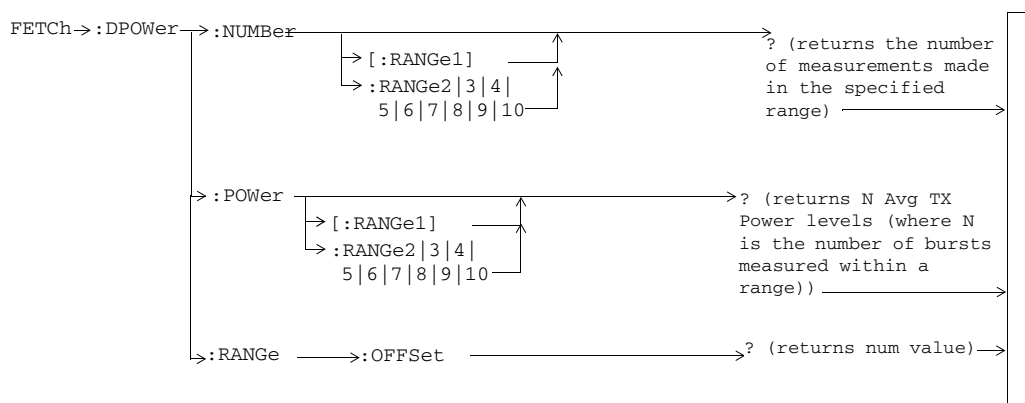 FETCh :DPOWer :NUMBer
[:RANGe1]
:RANGe2|3|4|
5|6|7|8|9|10
? (returns the number
of measurements made
in the specified
range)
:POWer
[:RANGe1]
:RANGe2|3|4|
5|6|7|8|9|10
? (returns N Avg TX
Power levels (where N
is the number of bursts
measured within a
range))
:RANGe :OFFSet ? (returns num value)